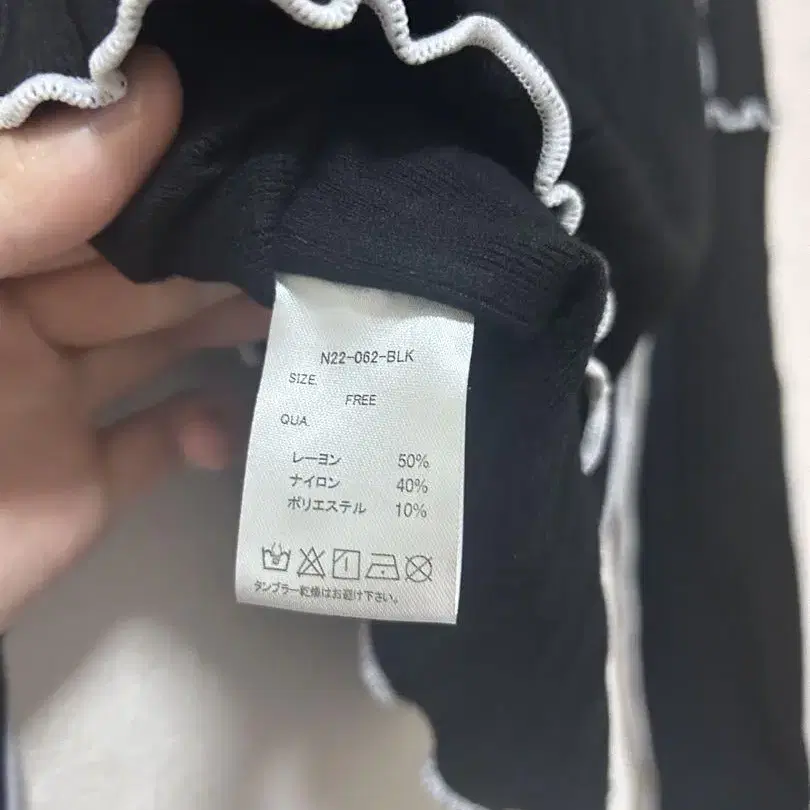 N22-062-BLK
SIZE.
FREE
QUA.
レーヨン 50%
ナイロン 40%
ポリエステル 10%
タンブラー乾燥はお避け下さい。